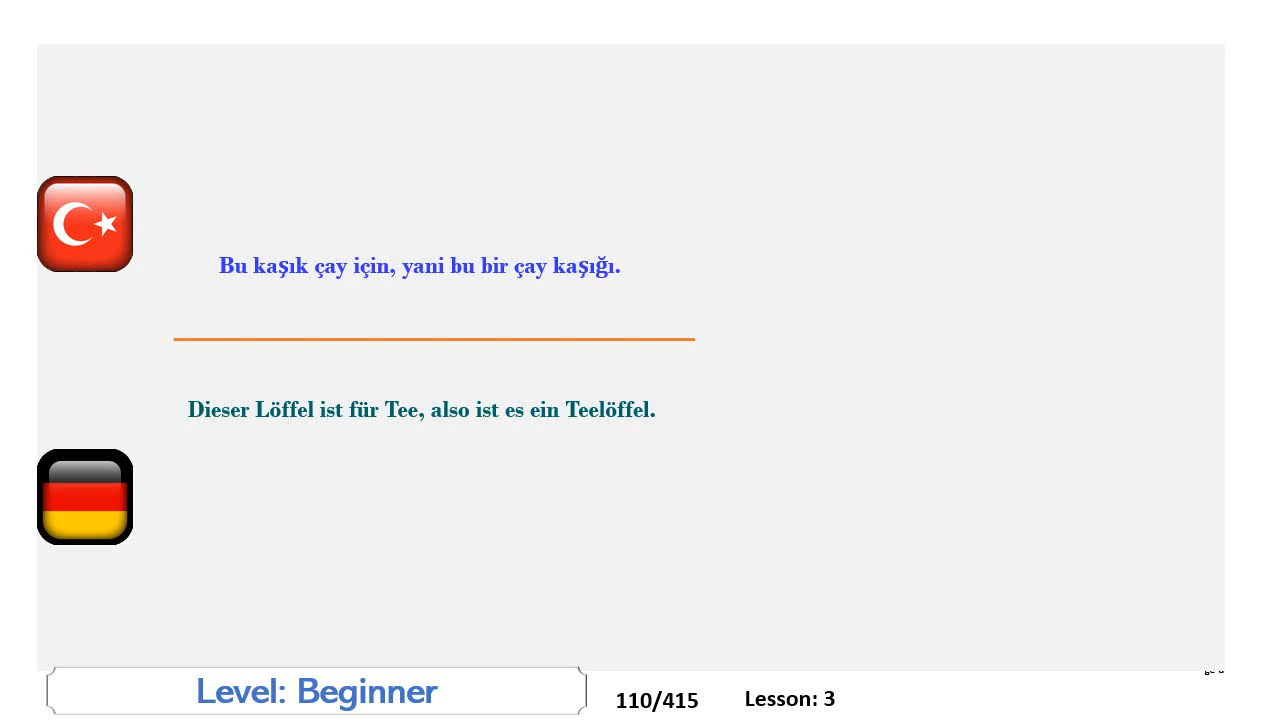 Bu kaşık çay için, yani bu bir çay kaşığı.
Dieser Löffel ist für Tee, also ist es ein Teelöffel.
Level: Beginner
110/415
Lesson: 3